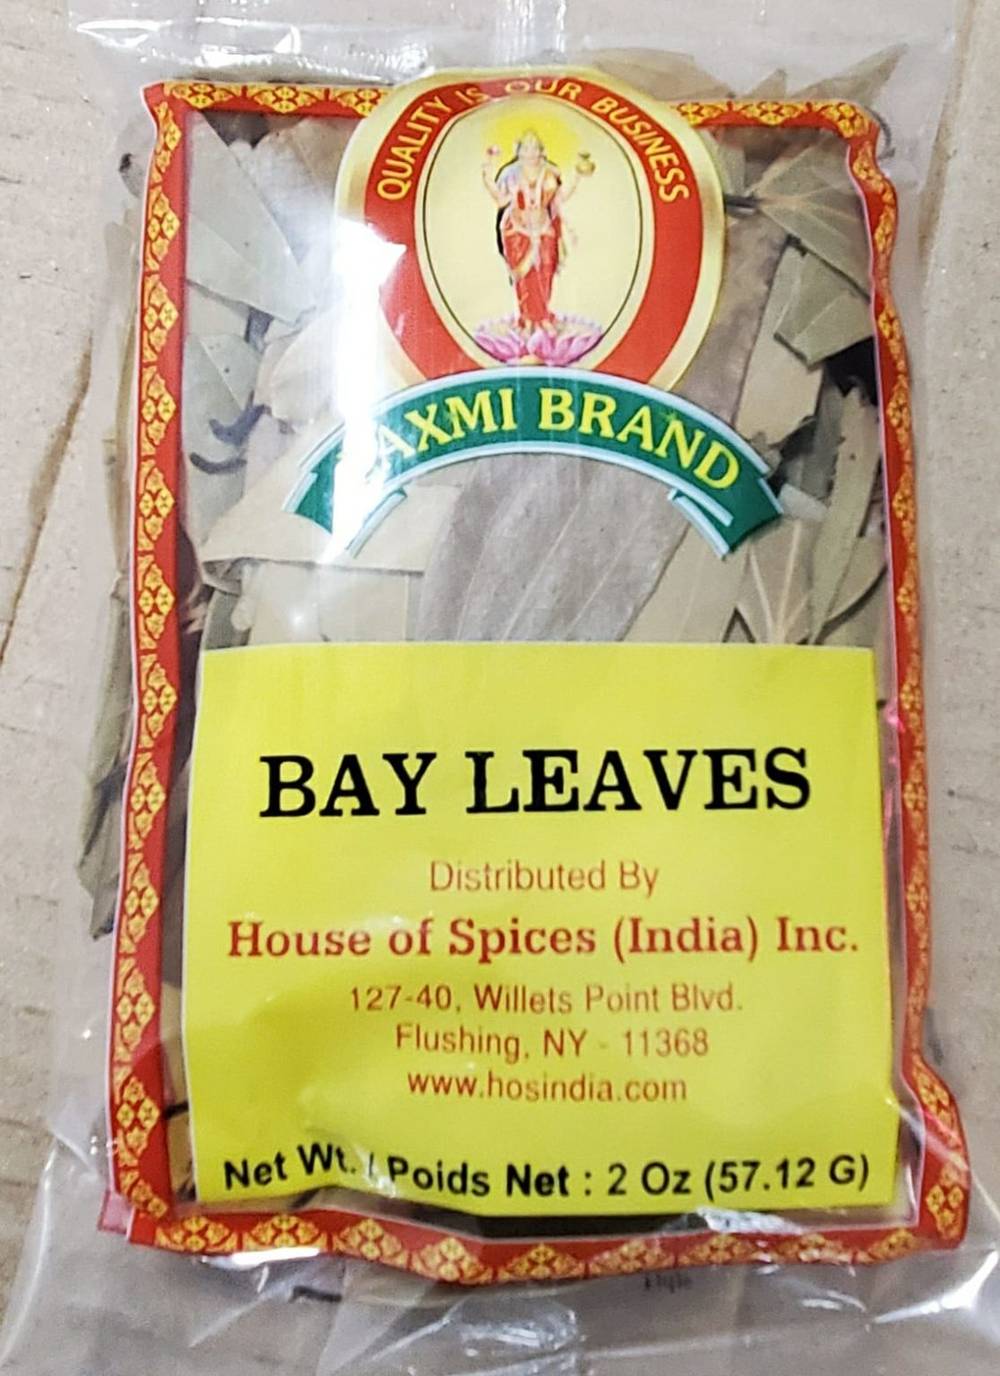 QUALITY IS OUR BUSINESS
LAXMI BRAND
BAY LEAVES
Distributed By
House of Spices (India) Inc.
127-40, Willets Point Blvd.
Flushing, NY - 11368
www.hosindia.com
Net Wt. / Poids Net : 2 Oz (57.12 G)